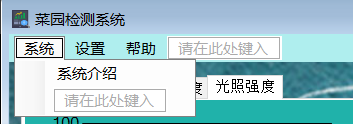 菜园检测系统
系统 设置 帮助 请在此处键入
系统介绍
请在此处键入
度 光照强度
100